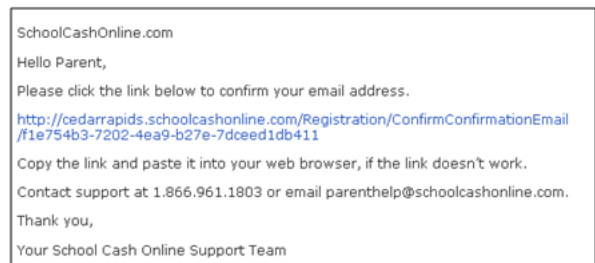 SchoolCashOnline.com
Hello Parent,
Please click the link below to confirm your email address.
http://cedarrapids.schoolcashonline.com/Registration/ConfirmConfirmationEmail
/f1e754b3-7202-4ea9-b27e-7dceed1db411
Copy the link and paste it into your web browser, if the link doesn't work.
Contact support at 1.866.961.1803 or email parenthelp@schoolcashonline.com.
Thank you,
Your School Cash Online Support Team